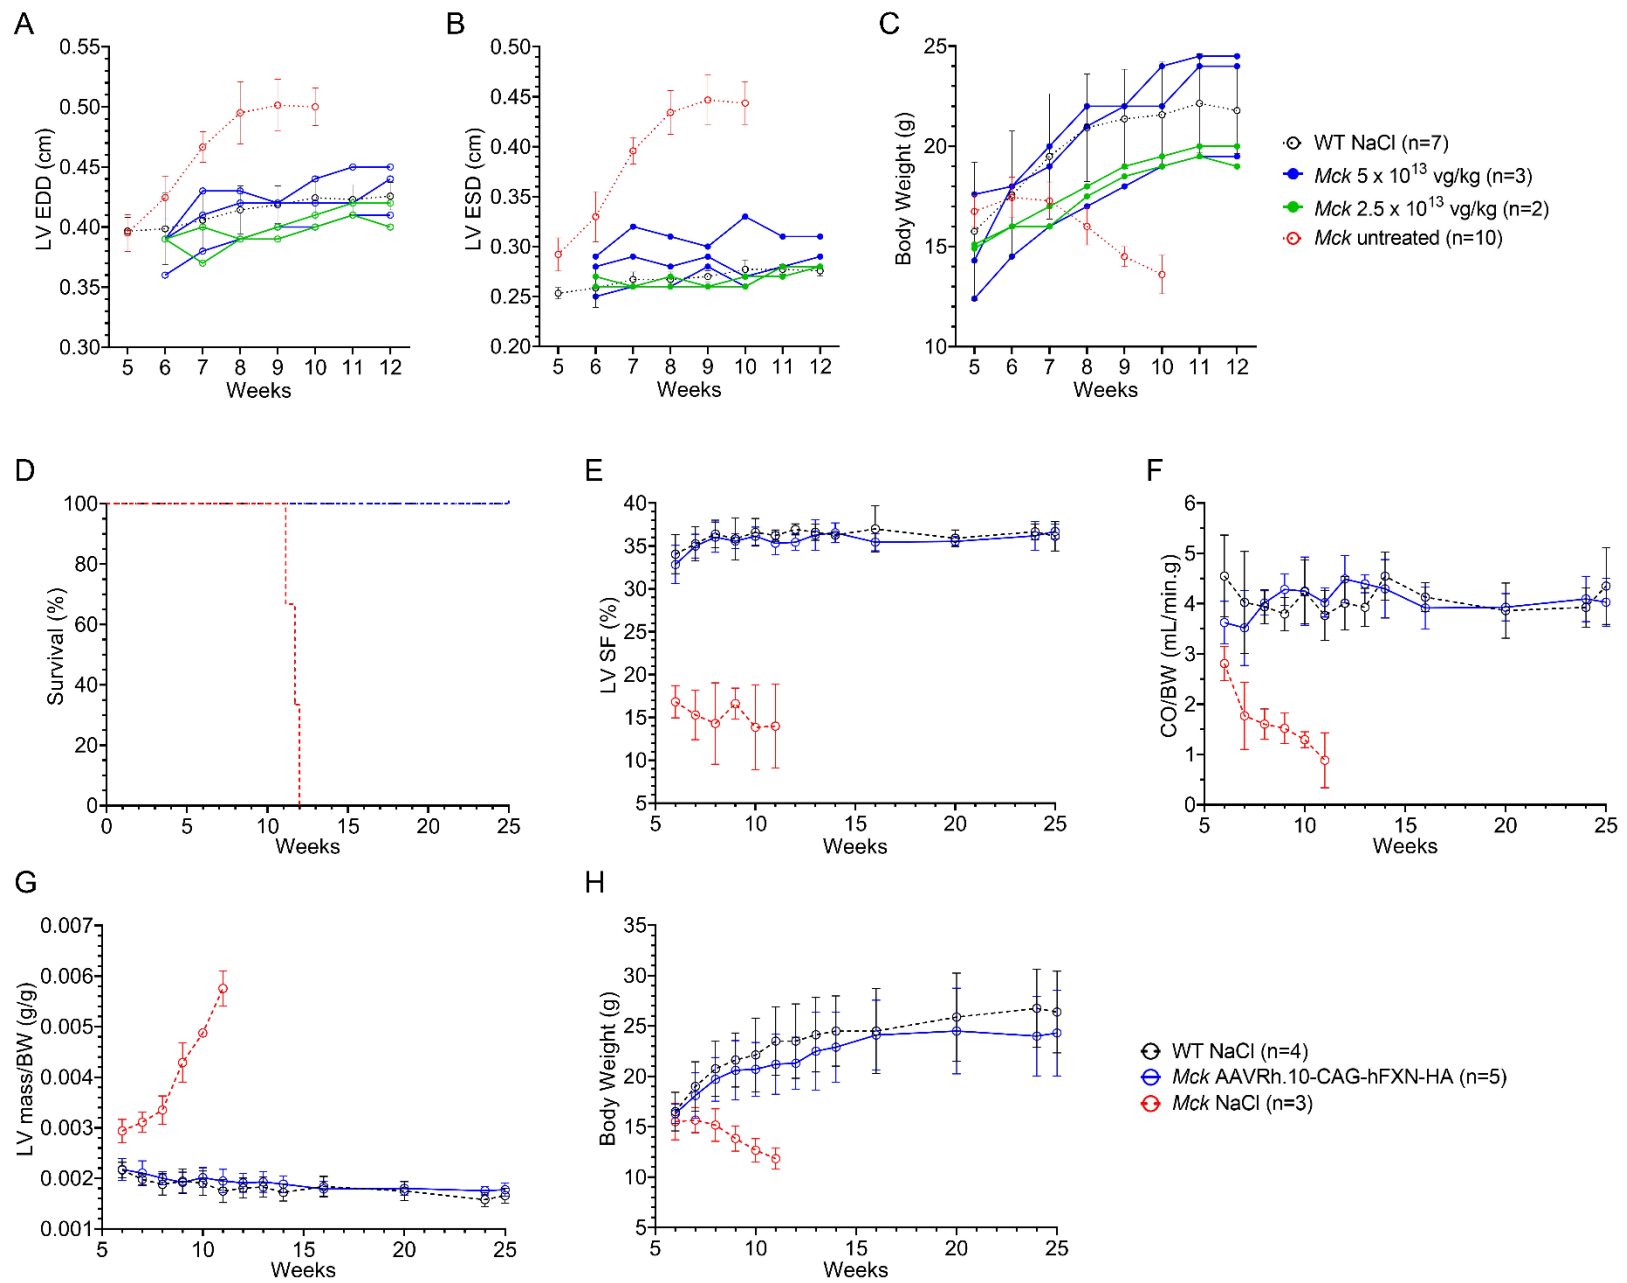 A
B
C
0.55
0.50
0.45
0.40
0.35
0.30
LV EDD (cm)
5 6 7 8 9 10 11 12
Weeks
0.50
0.45
0.40
0.35
0.30
0.25
0.20
LV ESD (cm)
5 6 7 8 9 10 11 12
Weeks
25
20
15
10
Body Weight (g)
5 6 7 8 9 10 11 12
Weeks
WT NaCl (n=7)
Mck 5 x 10¹³ vg/kg (n=3)
Mck 2.5 x 10¹³ vg/kg (n=2)
Mck untreated (n=10)
D
E
F
100
80
60
40
20
0
Survival (%)
0 5 10 15 20 25
Weeks
40
35
30
25
20
15
10
5
LV SF (%)
5 10 15 20 25
Weeks
6
5
4
3
2
1
0
CO/BW (mL/min.g)
5 10 15 20 25
Weeks
G
H
0.007
0.006
0.005
0.004
0.003
0.002
0.001
LV mass/BW (g/g)
5 10 15 20 25
Weeks
35
30
25
20
15
10
5
Body Weight (g)
5 10 15 20 25
Weeks
WT NaCl (n=4)
Mck AAVRh.10-CAG-hFXN-HA (n=5)
Mck NaCl (n=3)